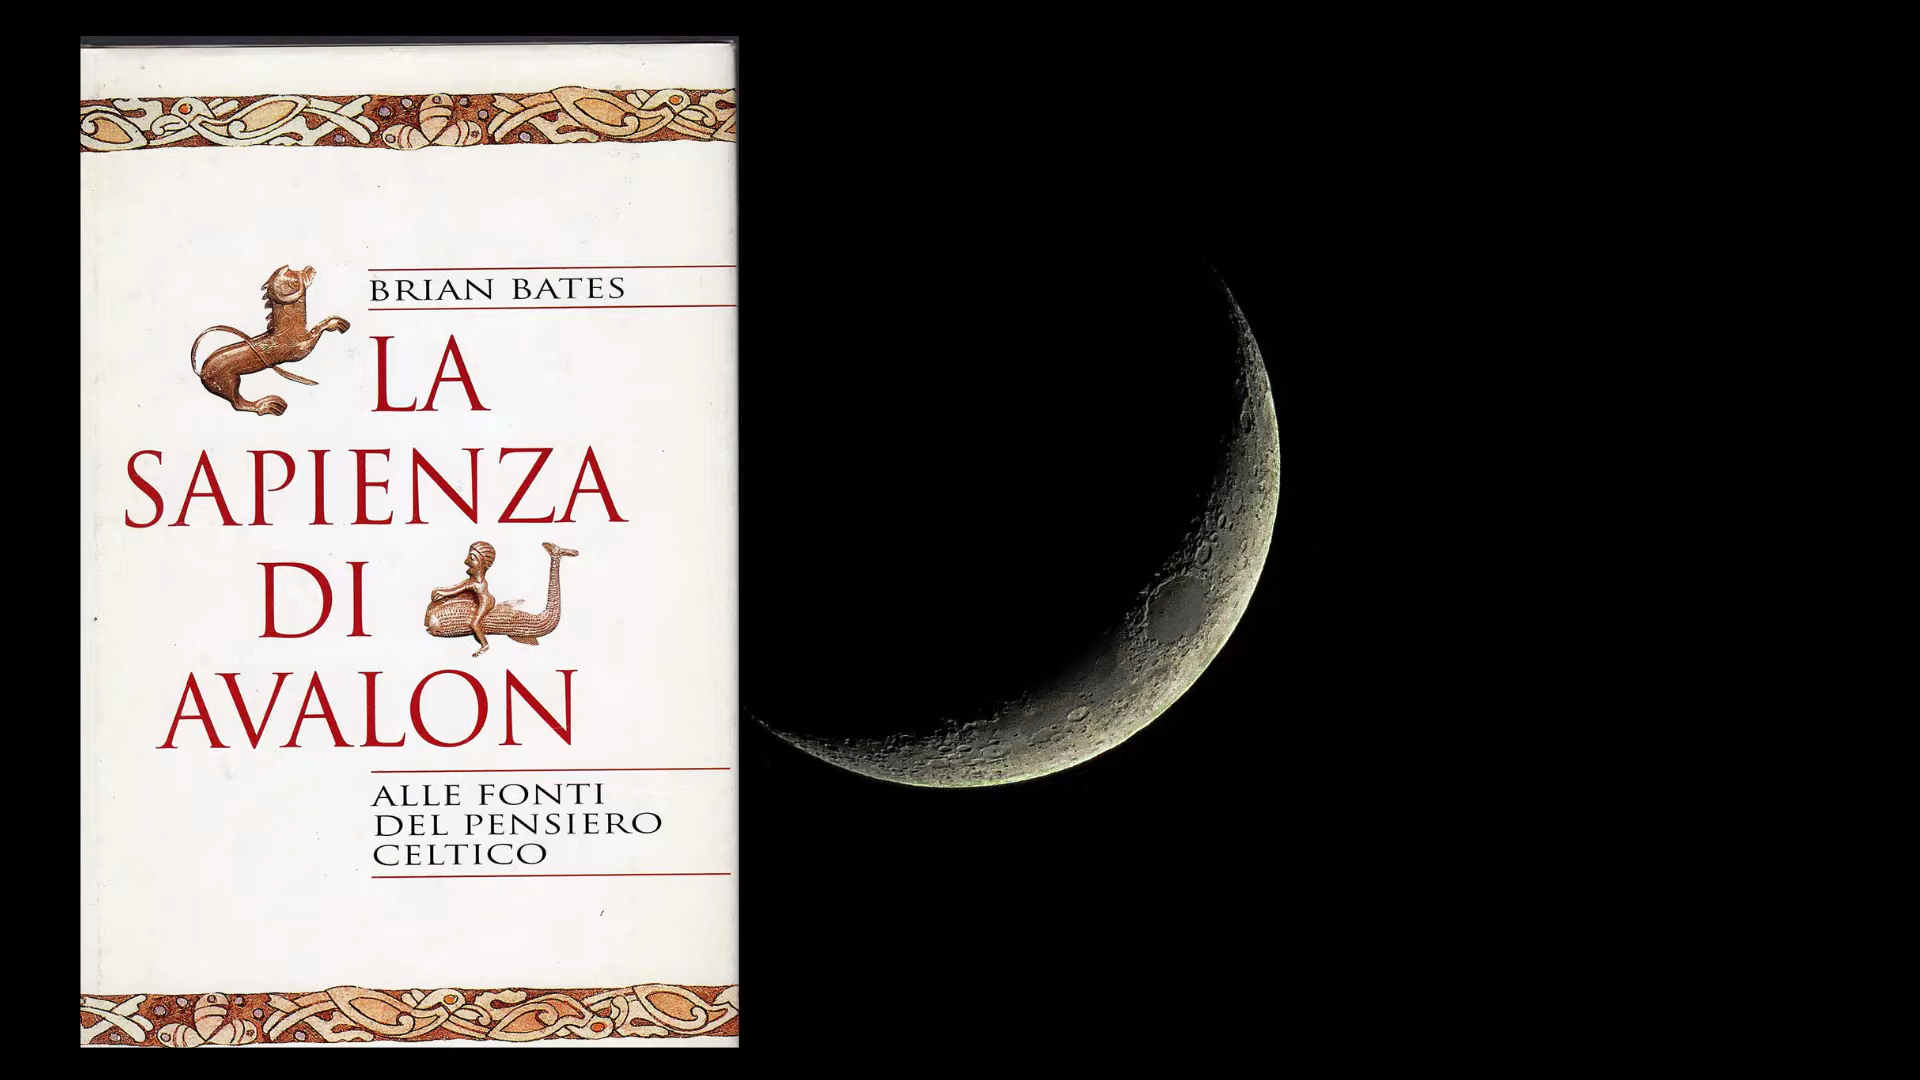 BRIAN BATES
LA
SAPIENZA
DI
AVALON
ALLE FONTI
DEL PENSIERO
CELTICO